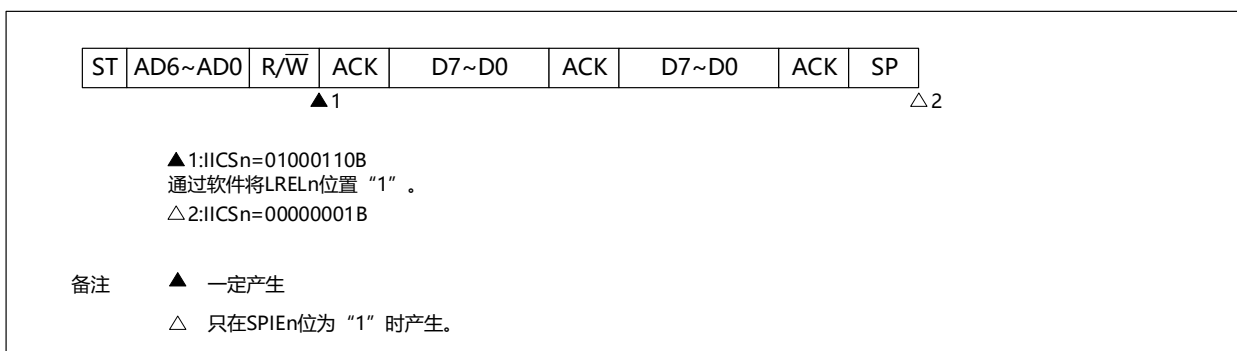 ST AD6~AD0 R/W̅ ACK D7~D0 ACK D7~D0 ACK SP
▲1 △2
▲1:IICSn=01000110B
通过软件将LRELn位置“1”。
△2:IICSn=00000001B
备注 ▲ 一定产生
△ 只在SPIEn位为“1”时产生。